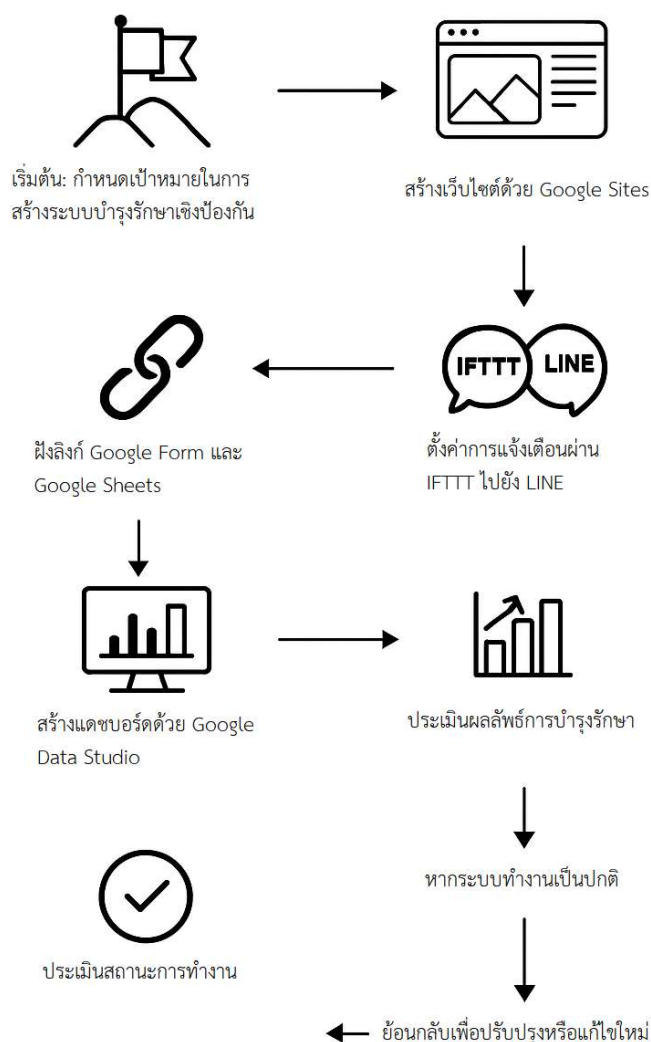 เริ่มต้น: กำหนดเป้าหมายในการ
สร้างระบบบำรุงรักษาเชิงป้องกัน
สร้างเว็บไซต์ด้วย Google Sites
IFTTT LINE
ตั้งค่าการแจ้งเตือนผ่าน
IFTTT ไปยัง LINE
ฝังลิงก์ Google Form และ
Google Sheets
สร้างแดชบอร์ดด้วย Google
Data Studio
ประเมินผลลัพธ์การบำรุงรักษา
หากระบบทำงานเป็นปกติ
ประเมินสถานะการทำงาน
ย้อนกลับเพื่อปรับปรุงหรือแก้ไขใหม่